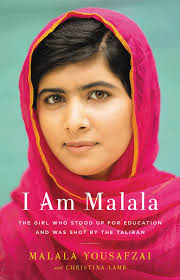 I Am Malala
THE GIRL WHO STOOD UP FOR EDUCATION
AND WAS SHOT BY THE TALIBAN
MALALA YOUSAFZAI
WITH CHRISTINA LAMB